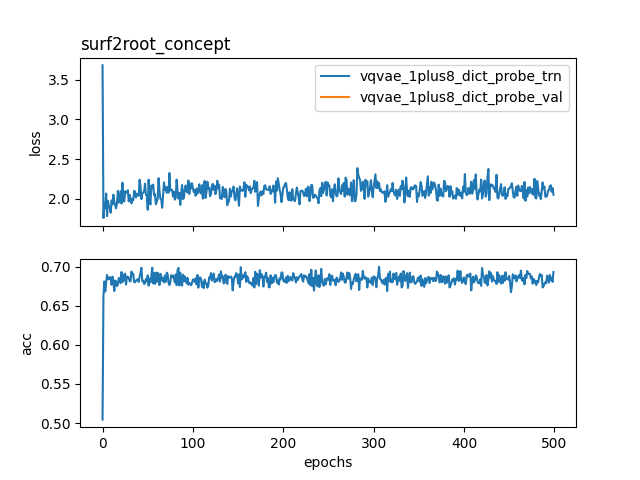 surf2root_concept
3.5
3.0
2.5
2.0
loss
vqvae_1plus8_dict_probe_trn
vqvae_1plus8_dict_probe_val
0.70
0.65
0.60
0.55
0.50
acc
0 100 200 300 400 500
epochs